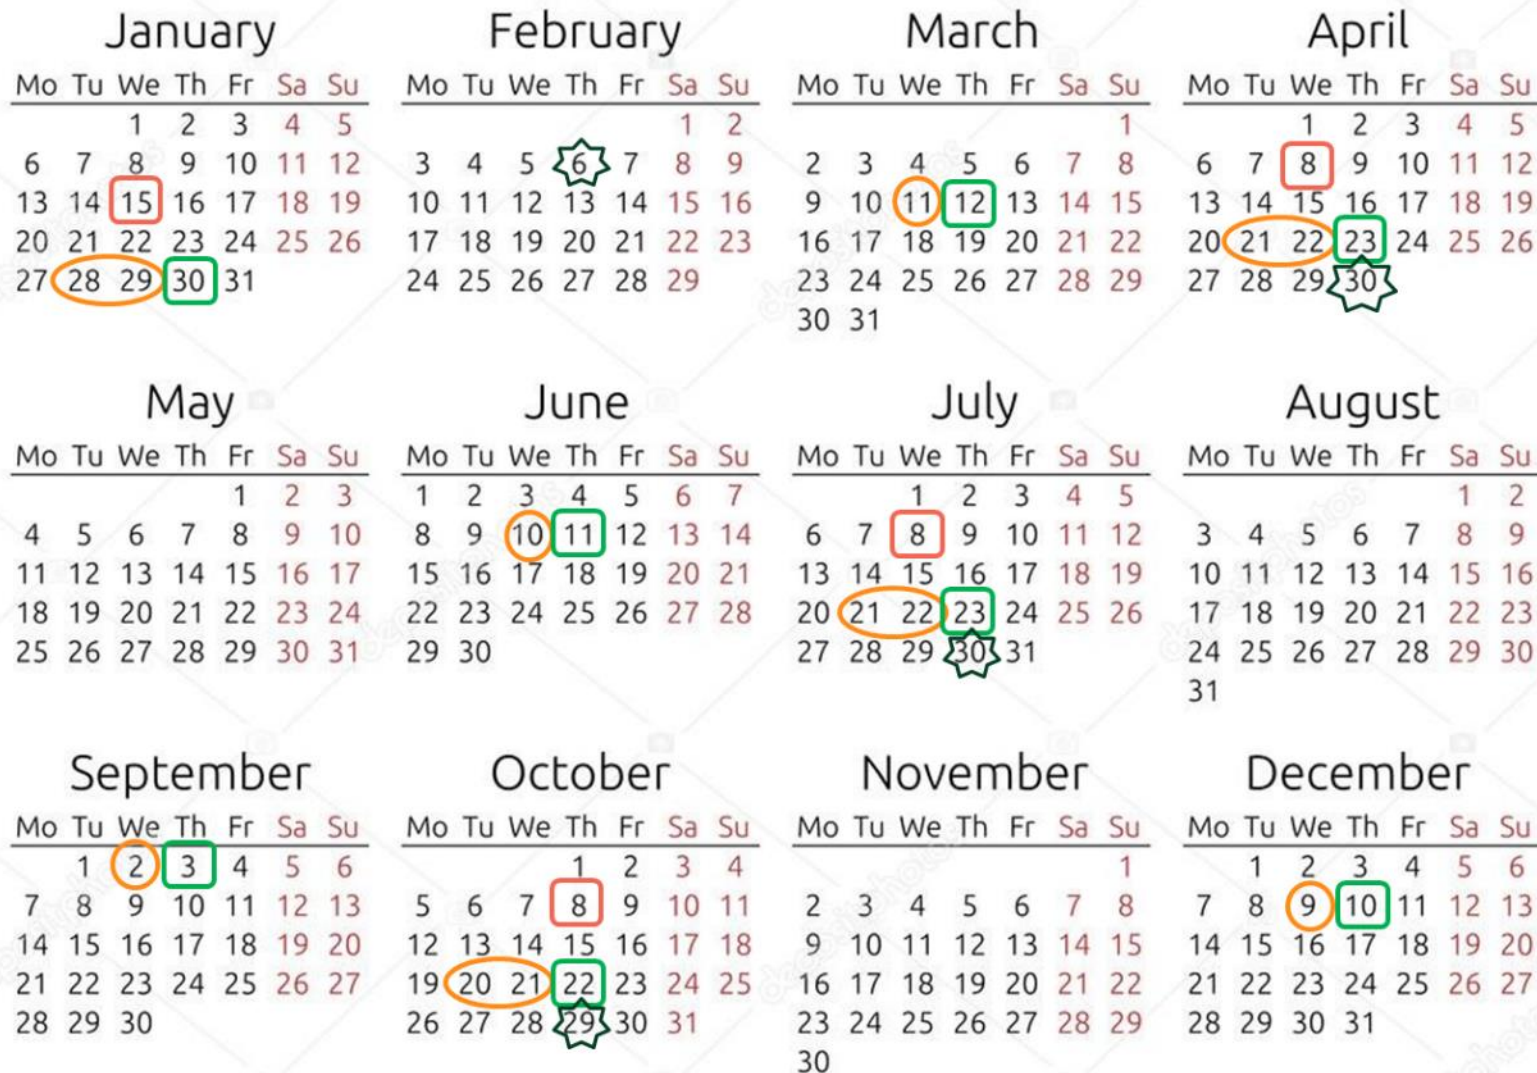 January February March April
Mo Tu We Th Fr Sa Su Mo Tu We Th Fr Sa Su Mo Tu We Th Fr Sa Su Mo Tu We Th Fr Sa Su
1 2 3 4 5 1 2 1 1 2 3 4 5
6 7 8 9 10 11 12 3 4 5 6 7 8 9 2 3 4 5 6 7 8 6 7 8 9 10 11 12
13 14 15 16 17 18 19 10 11 12 13 14 15 16 9 10 11 12 13 14 15 13 14 15 16 17 18 19
20 21 22 23 24 25 26 17 18 19 20 21 22 23 16 17 18 19 20 21 22 20 21 22 23 24 25 26
27 28 29 30 31 24 25 26 27 28 29 23 24 25 26 27 28 29 27 28 29 30
30 31
May June July August
Mo Tu We Th Fr Sa Su Mo Tu We Th Fr Sa Su Mo Tu We Th Fr Sa Su Mo Tu We Th Fr Sa Su
1 2 3 1 2 3 4 5 6 7 1 2 3 4 5 1 2
4 5 6 7 8 9 10 8 9 10 11 12 13 14 6 7 8 9 10 11 12 3 4 5 6 7 8 9
11 12 13 14 15 16 17 15 16 17 18 19 20 21 13 14 15 16 17 18 19 10 11 12 13 14 15 16
18 19 20 21 22 23 24 22 23 24 25 26 27 28 20 21 22 23 24 25 26 17 18 19 20 21 22 23
25 26 27 28 29 30 31 29 30 27 28 29 30 31 24 25 26 27 28 29 30
31
September October November December
Mo Tu We Th Fr Sa Su Mo Tu We Th Fr Sa Su Mo Tu We Th Fr Sa Su Mo Tu We Th Fr Sa Su
1 2 3 4 5 6 1 2 3 4 1 1 2 3 4 5 6
7 8 9 10 11 12 13 5 6 7 8 9 10 11 2 3 4 5 6 7 8 7 8 9 10 11 12 13
14 15 16 17 18 19 20 12 13 14 15 16 17 18 9 10 11 12 13 14 15 14 15 16 17 18 19 20
21 22 23 24 25 26 27 19 20 21 22 23 24 25 16 17 18 19 20 21 22 21 22 23 24 25 26 27
28 29 30 26 27 28 29 30 31 23 24 25 26 27 28 29 28 29 30 31
30